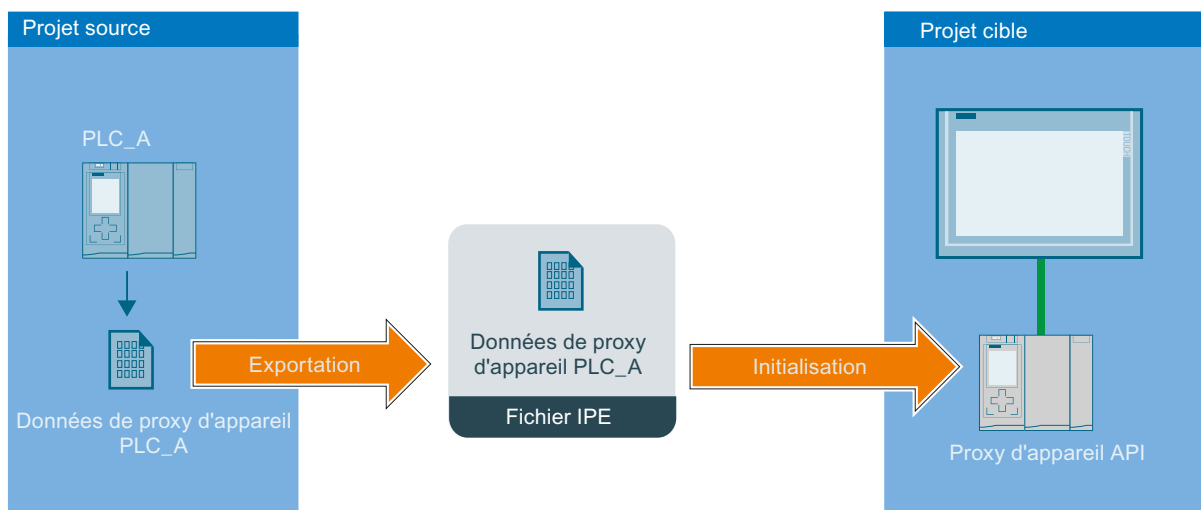 Projet source
PLC_A
Données de proxy d'appareil
PLC_A
Exportation
Données de proxy
d'appareil PLC_A
Fichier IPE
Initialisation
Projet cible
TOUCH
Proxy d'appareil API